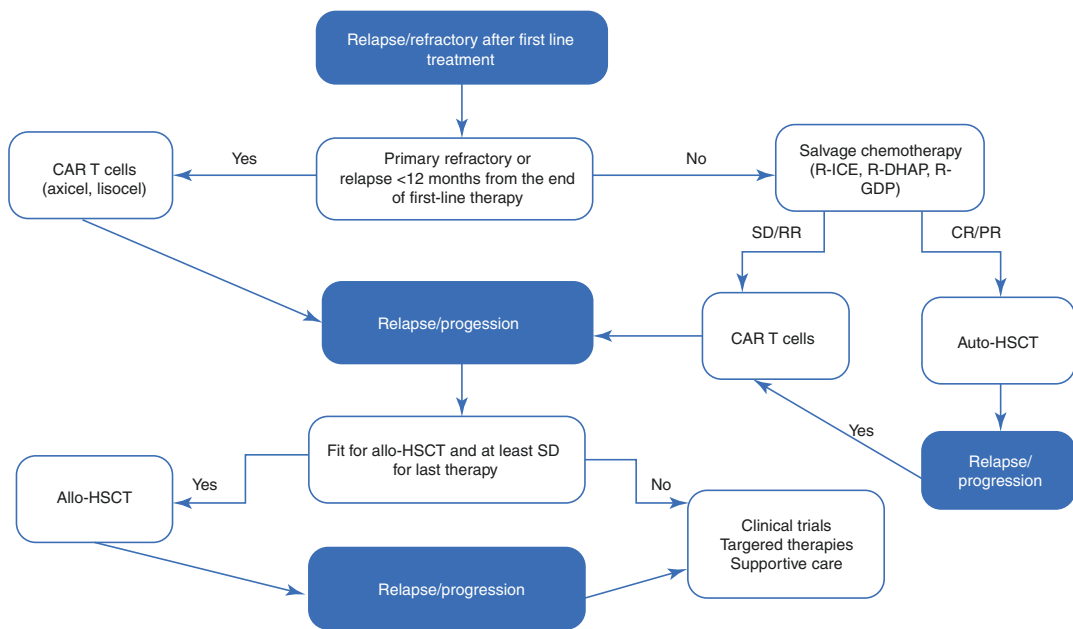 Relapse/refractory after first line
treatment
CAR T cells
(axicel, lisocel)
Yes
Primary refractory or
relapse <12 months from the end
of first-line therapy
No
Salvage chemotherapy
(R-ICE, R-DHAP, R-
GDP)
SD/RR
CR/PR
Relapse/progession
CAR T cells
Auto-HSCT
Yes
Relapse/
progression
Fit for allo-HSCT and at least SD
for last therapy
Yes
No
Allo-HSCT
Clinical trials
Targered therapies
Supportive care
Relapse/progression